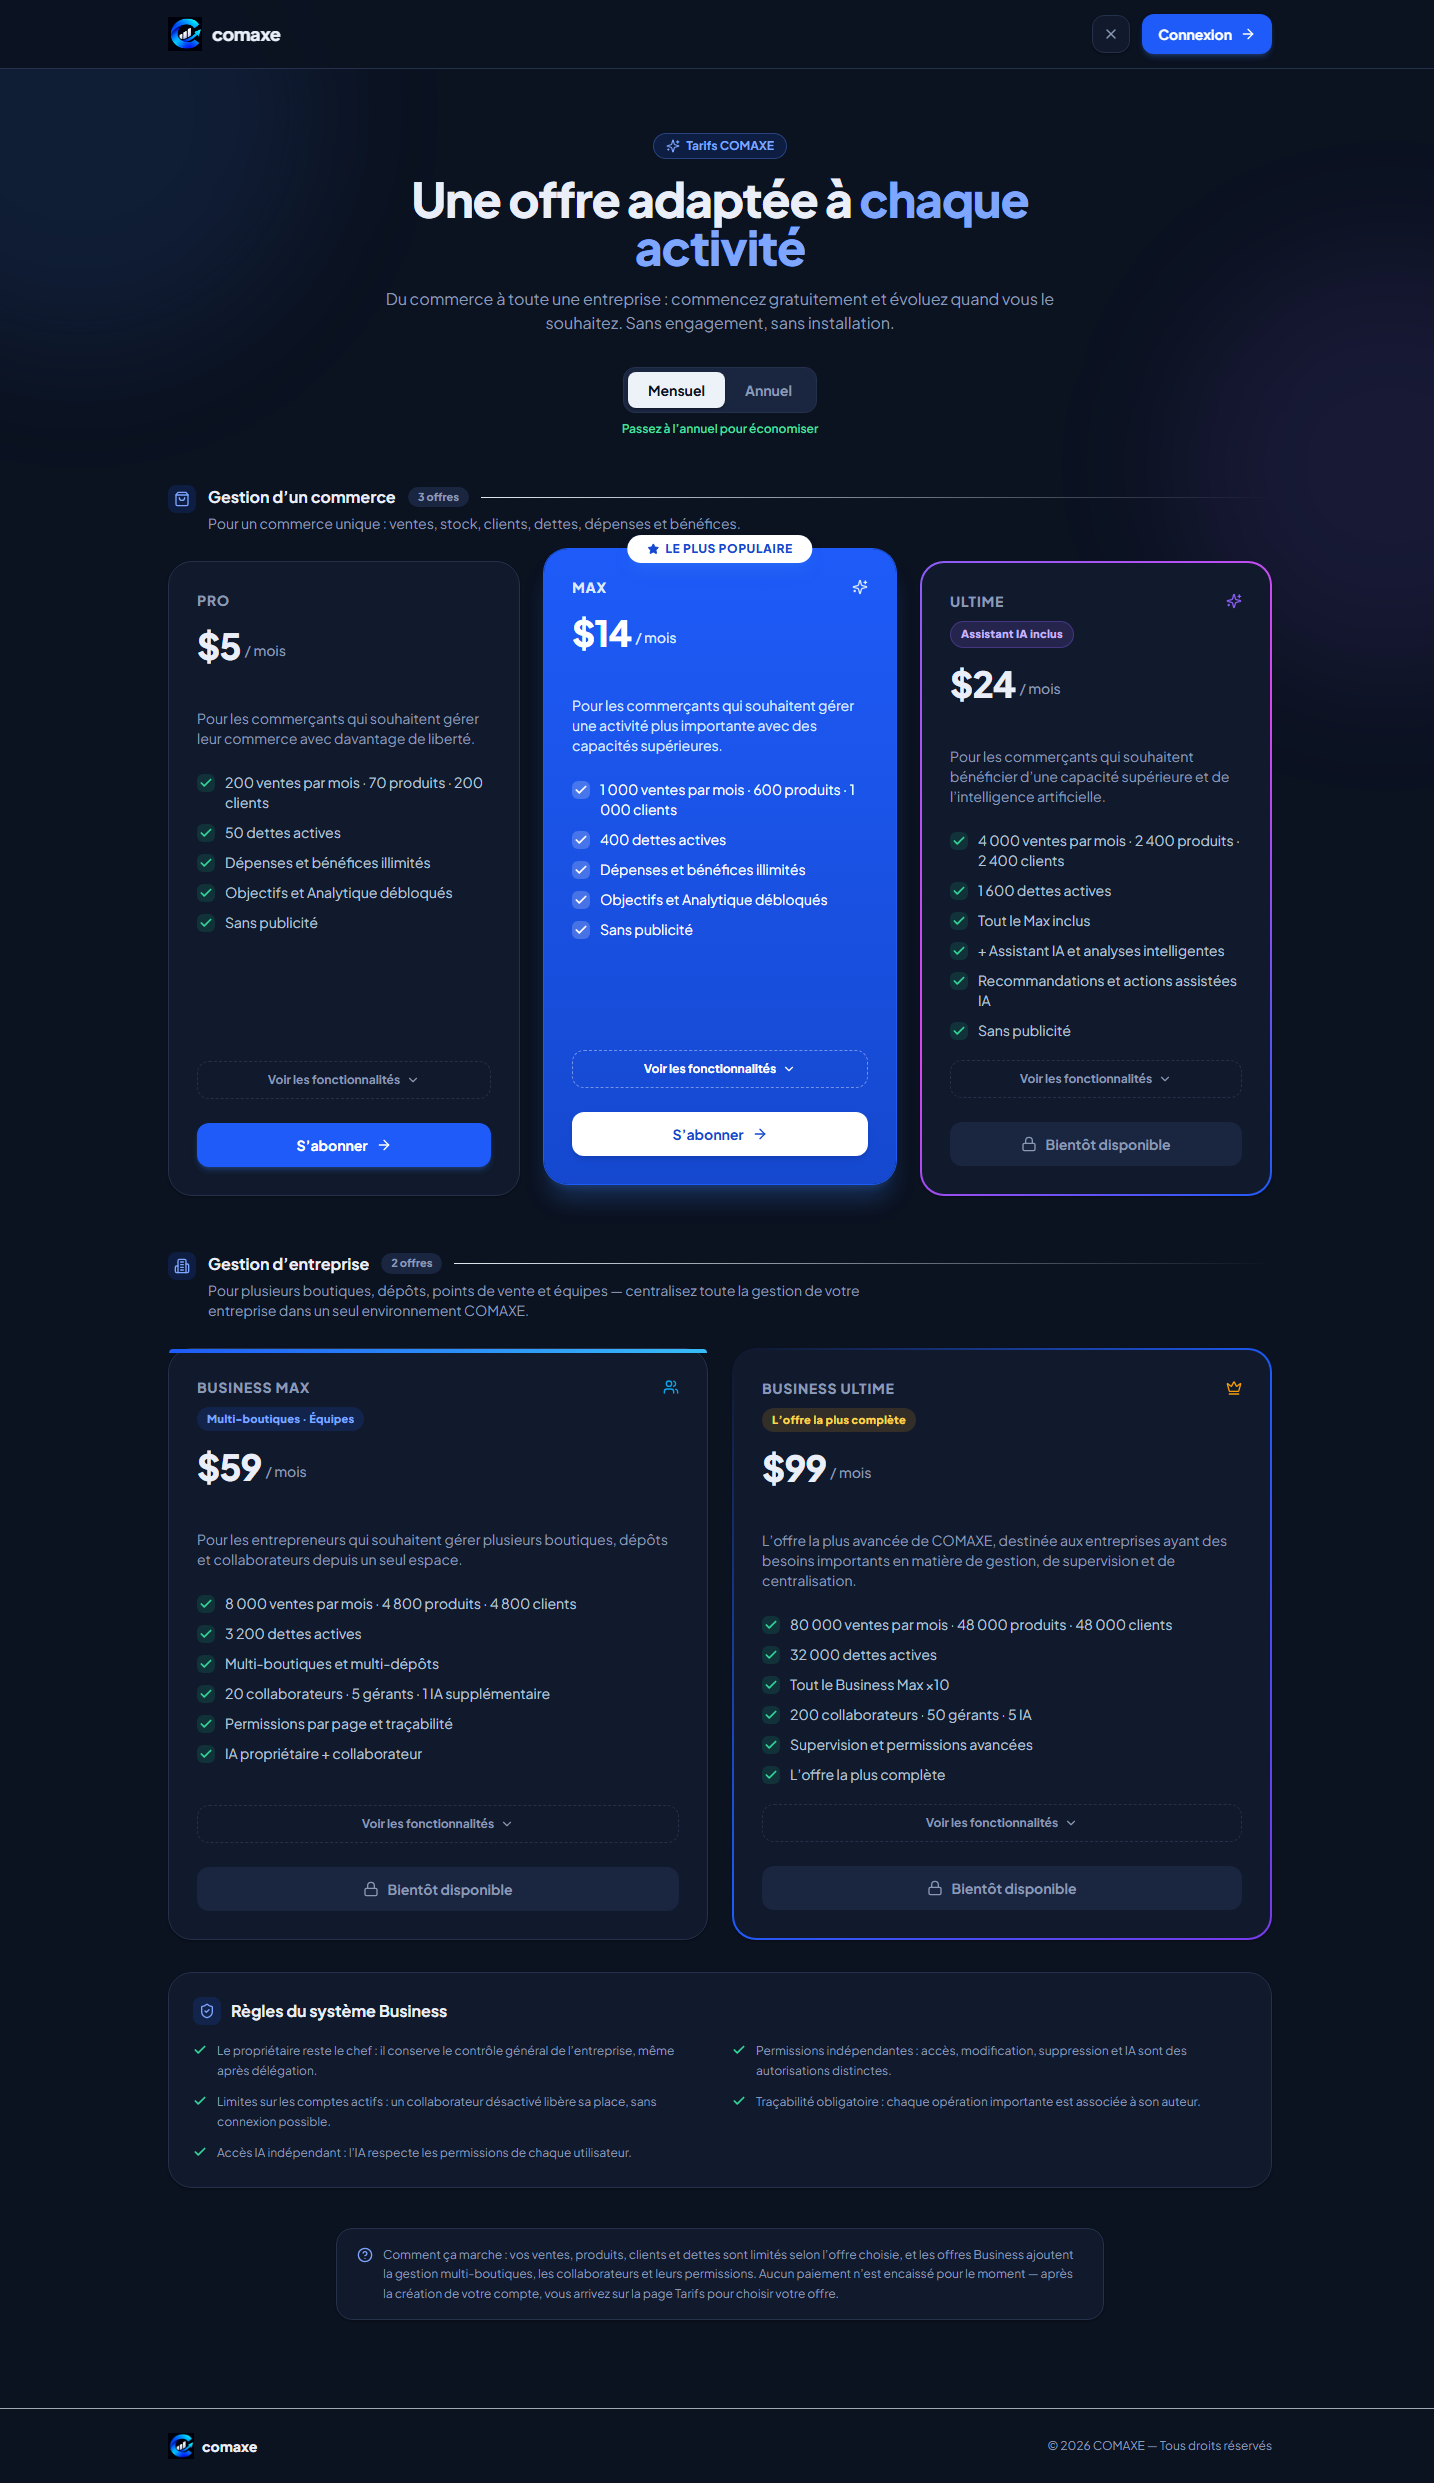 comaxe
Connexion
Tarifs COMAXE
Une offre adaptée à chaque
activité
Du commerce à toute une entreprise : commencez gratuitement et évoluez quand vous le
souhaitez. Sans engagement, sans installation.
Mensuel
Annuel
Passez à l'annuel pour économiser
Gestion d'un commerce
3 offres
Pour un commerce unique : ventes, stock, clients, dettes, dépenses et bénéfices.
PRO
$5 / mois
Pour les commerçants qui souhaitent gérer
leur commerce avec davantage de liberté.
200 ventes par mois · 70 produits · 200
clients
50 dettes actives
Dépenses et bénéfices illimités
Objectifs et Analytique débloqués
Sans publicité
Voir les fonctionnalités
S'abonner
LE PLUS POPULAIRE
MAX
$14 / mois
Pour les commerçants qui souhaitent gérer
une activité plus importante avec des
capacités supérieures.
1 000 ventes par mois · 600 produits · 1
000 clients
400 dettes actives
Dépenses et bénéfices illimités
Objectifs et Analytique débloqués
Sans publicité
Voir les fonctionnalités
S'abonner
ULTIME
Assistant IA inclus
$24 / mois
Pour les commerçants qui souhaitent
bénéficier d'une capacité supérieure et de
l'intelligence artificielle.
4 000 ventes par mois · 2 400 produits ·
2 400 clients
1 600 dettes actives
Tout le Max inclus
+ Assistant IA et analyses intelligentes
Recommandations et actions assistées
IA
Sans publicité
Voir les fonctionnalités
Bientôt disponible
Gestion d'entreprise
2 offres
Pour plusieurs boutiques, dépôts, points de vente et équipes — centralisez toute la gestion de votre
entreprise dans un seul environnement COMAXE.
BUSINESS MAX
Multi-boutiques · Équipes
$59 / mois
Pour les entrepreneurs qui souhaitent gérer plusieurs boutiques, dépôts
et collaborateurs depuis un seul espace.
8 000 ventes par mois · 4 800 produits · 4 800 clients
3 200 dettes actives
Multi-boutiques et multi-dépôts
20 collaborateurs · 5 gérants · 1 IA supplémentaire
Permissions par page et traçabilité
IA propriétaire + collaborateur
Voir les fonctionnalités
Bientôt disponible
BUSINESS ULTIME
L'offre la plus complète
$99 / mois
L'offre la plus avancée de COMAXE, destinée aux entreprises ayant des
besoins importants en matière de gestion, de supervision et de
centralisation.
80 000 ventes par mois · 48 000 produits · 48 000 clients
32 000 dettes actives
Tout le Business Max ×10
200 collaborateurs · 50 gérants · 5 IA
Supervision et permissions avancées
L'offre la plus complète
Voir les fonctionnalités
Bientôt disponible
Règles du système Business
Le propriétaire reste le chef : il conserve le contrôle général de l'entreprise, même
après délégation.
Permissions indépendantes : accès, modification, suppression et IA sont des
autorisations distinctes.
Limites sur les comptes actifs : un collaborateur désactivé libère sa place, sans
connexion possible.
Traçabilité obligatoire : chaque opération importante est associée à son auteur.
Accès IA indépendant : l'IA respecte les permissions de chaque utilisateur.
Comment ça marche : vos ventes, produits, clients et dettes sont limités selon l'offre choisie, et les offres Business ajoutent
la gestion multi-boutiques, les collaborateurs et leurs permissions. Aucun paiement n'est encaissé pour le moment — après
la création de votre compte, vous arrivez sur la page Tarifs pour choisir votre offre.
comaxe
© 2026 COMAXE — Tous droits réservés